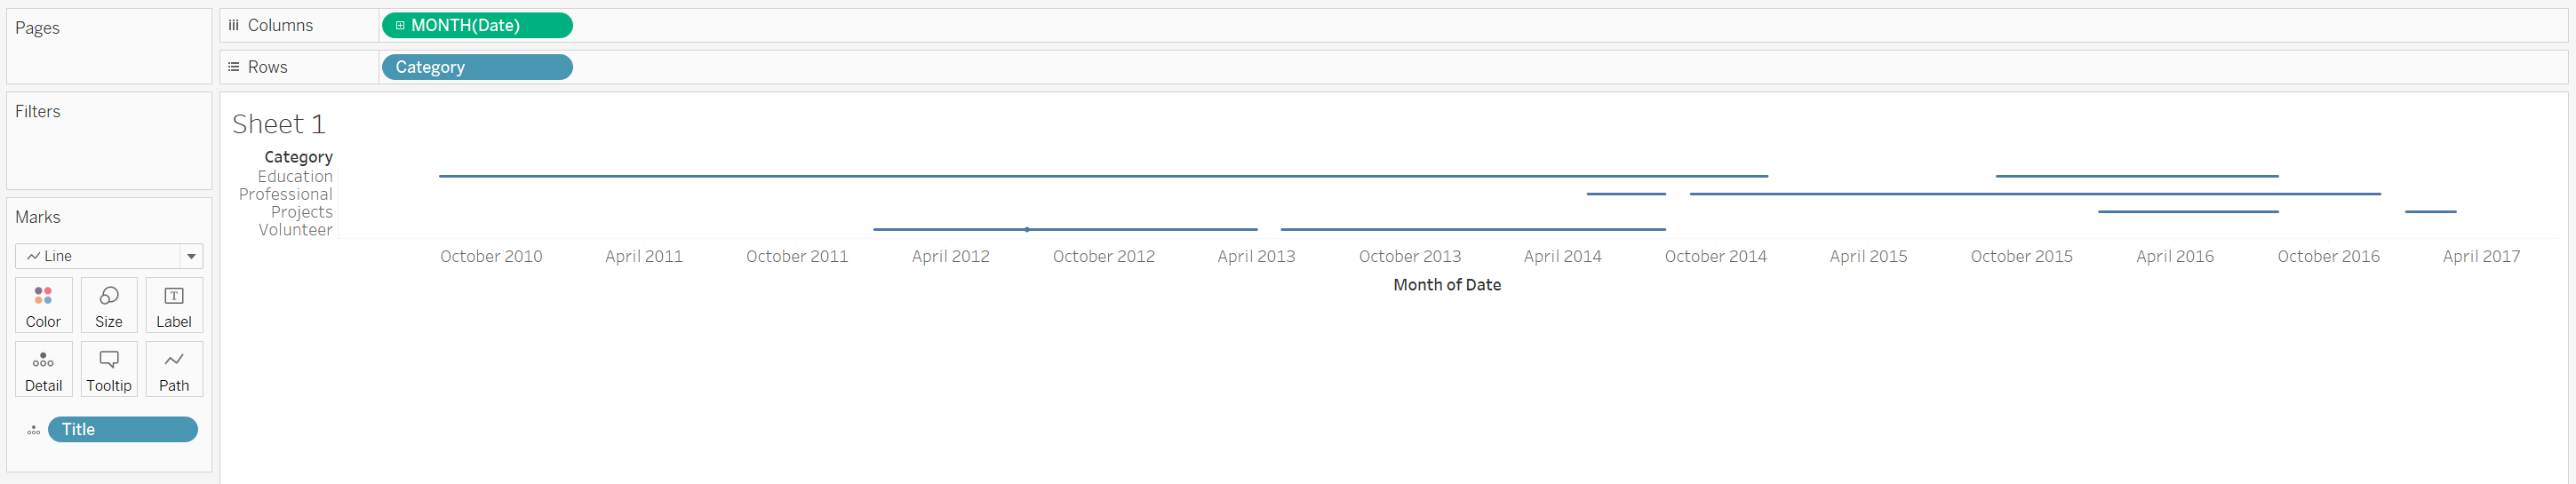 Pages
Columns
MONTH(Date)
Rows
Category
Filters
Marks
Line
Color
Size
Label
Detail
Tooltip
Path
Title
Sheet 1
Category
Education
Professional
Projects
Volunteer
October 2010 April 2011 October 2011 April 2012 October 2012 April 2013 October 2013 April 2014 October 2014 April 2015 October 2015 April 2016 October 2016 April 2017
Month of Date